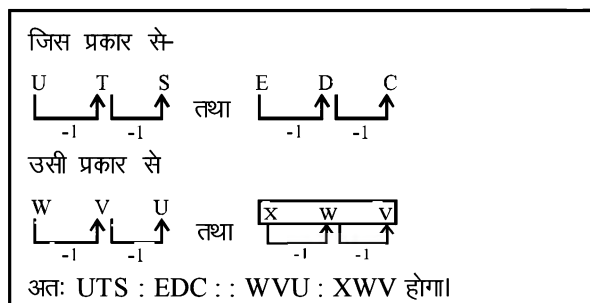 जिस प्रकार से-
U T S तथा E D C
-1 -1 -1 -1
उसी प्रकार से
W V U तथा X W V
-1 -1 -1 -1
अतः UTS : EDC : : WVU : XWV होगा।